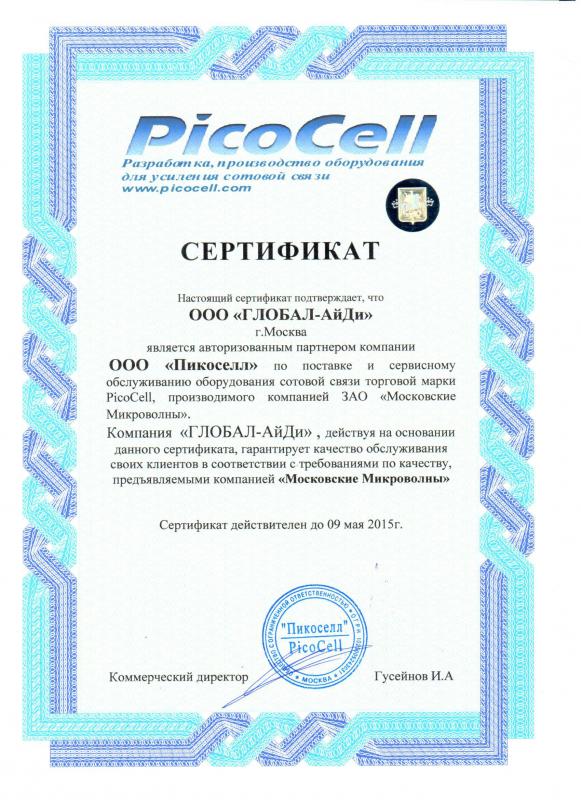 PicoCell
Разработка, производство оборудования
для усиления сотовой связи
www.picocell.com
СЕРТИФИКАТ
Настоящий сертификат подтверждает, что
ООО «ГЛОБАЛ-АйДи»
г.Москва
является авторизованным партнером компании
ООО «Пикоселл» по поставке и сервисному
обслуживанию оборудования сотовой связи торговой марки
PicoCell, производимого компанией ЗАО «Московские
Микроволны».
Компания «ГЛОБАЛ-АйДи» , действуя на основании
данного сертификата, гарантирует качество обслуживания
своих клиентов в соответствии с требованиями по качеству,
предъявляемыми компанией «Московские Микроволны»
Сертификат действителен до 09 мая 2015г.
ОБЩЕСТВО С ОГРАНИЧЕННОЙ ОТВЕТСТВЕННОСТЬЮ
"Пикоселл"
PicoCell
МОСКВА
Коммерческий директор
Гусейнов И.А